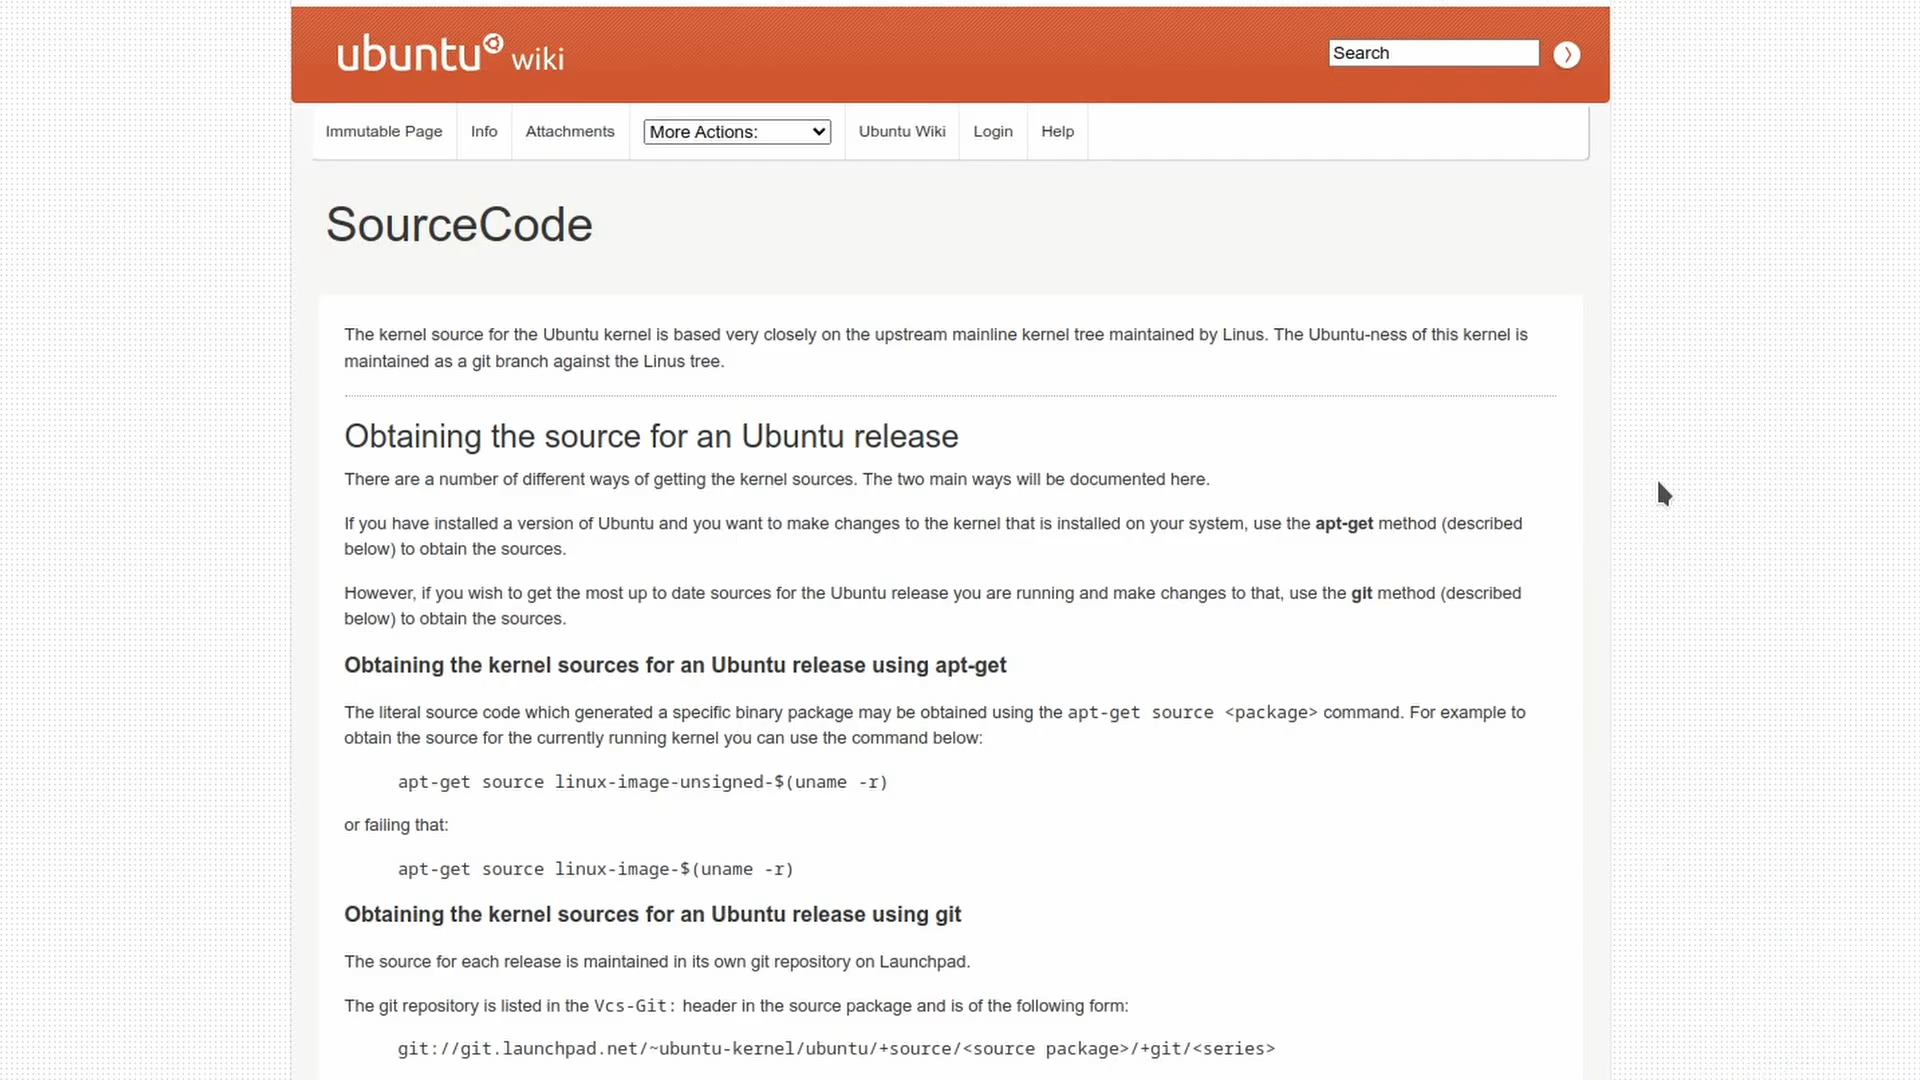 ubuntu wiki
Search
Immutable Page Info Attachments More Actions: Ubuntu Wiki Login Help
SourceCode
The kernel source for the Ubuntu kernel is based very closely on the upstream mainline kernel tree maintained by Linus. The Ubuntu-ness of this kernel is
maintained as a git branch against the Linus tree.
Obtaining the source for an Ubuntu release
There are a number of different ways of getting the kernel sources. The two main ways will be documented here.
If you have installed a version of Ubuntu and you want to make changes to the kernel that is installed on your system, use the apt-get method (described
below) to obtain the sources.
However, if you wish to get the most up to date sources for the Ubuntu release you are running and make changes to that, use the git method (described
below) to obtain the sources.
Obtaining the kernel sources for an Ubuntu release using apt-get
The literal source code which generated a specific binary package may be obtained using the apt-get source <package> command. For example to
obtain the source for the currently running kernel you can use the command below:
apt-get source linux-image-unsigned-$(uname -r)
or failing that:
apt-get source linux-image-$(uname -r)
Obtaining the kernel sources for an Ubuntu release using git
The source for each release is maintained in its own git repository on Launchpad.
The git repository is listed in the Vcs-Git: header in the source package and is of the following form:
git://git.launchpad.net/~ubuntu-kernel/ubuntu/+source/<source package>/+git/<series>